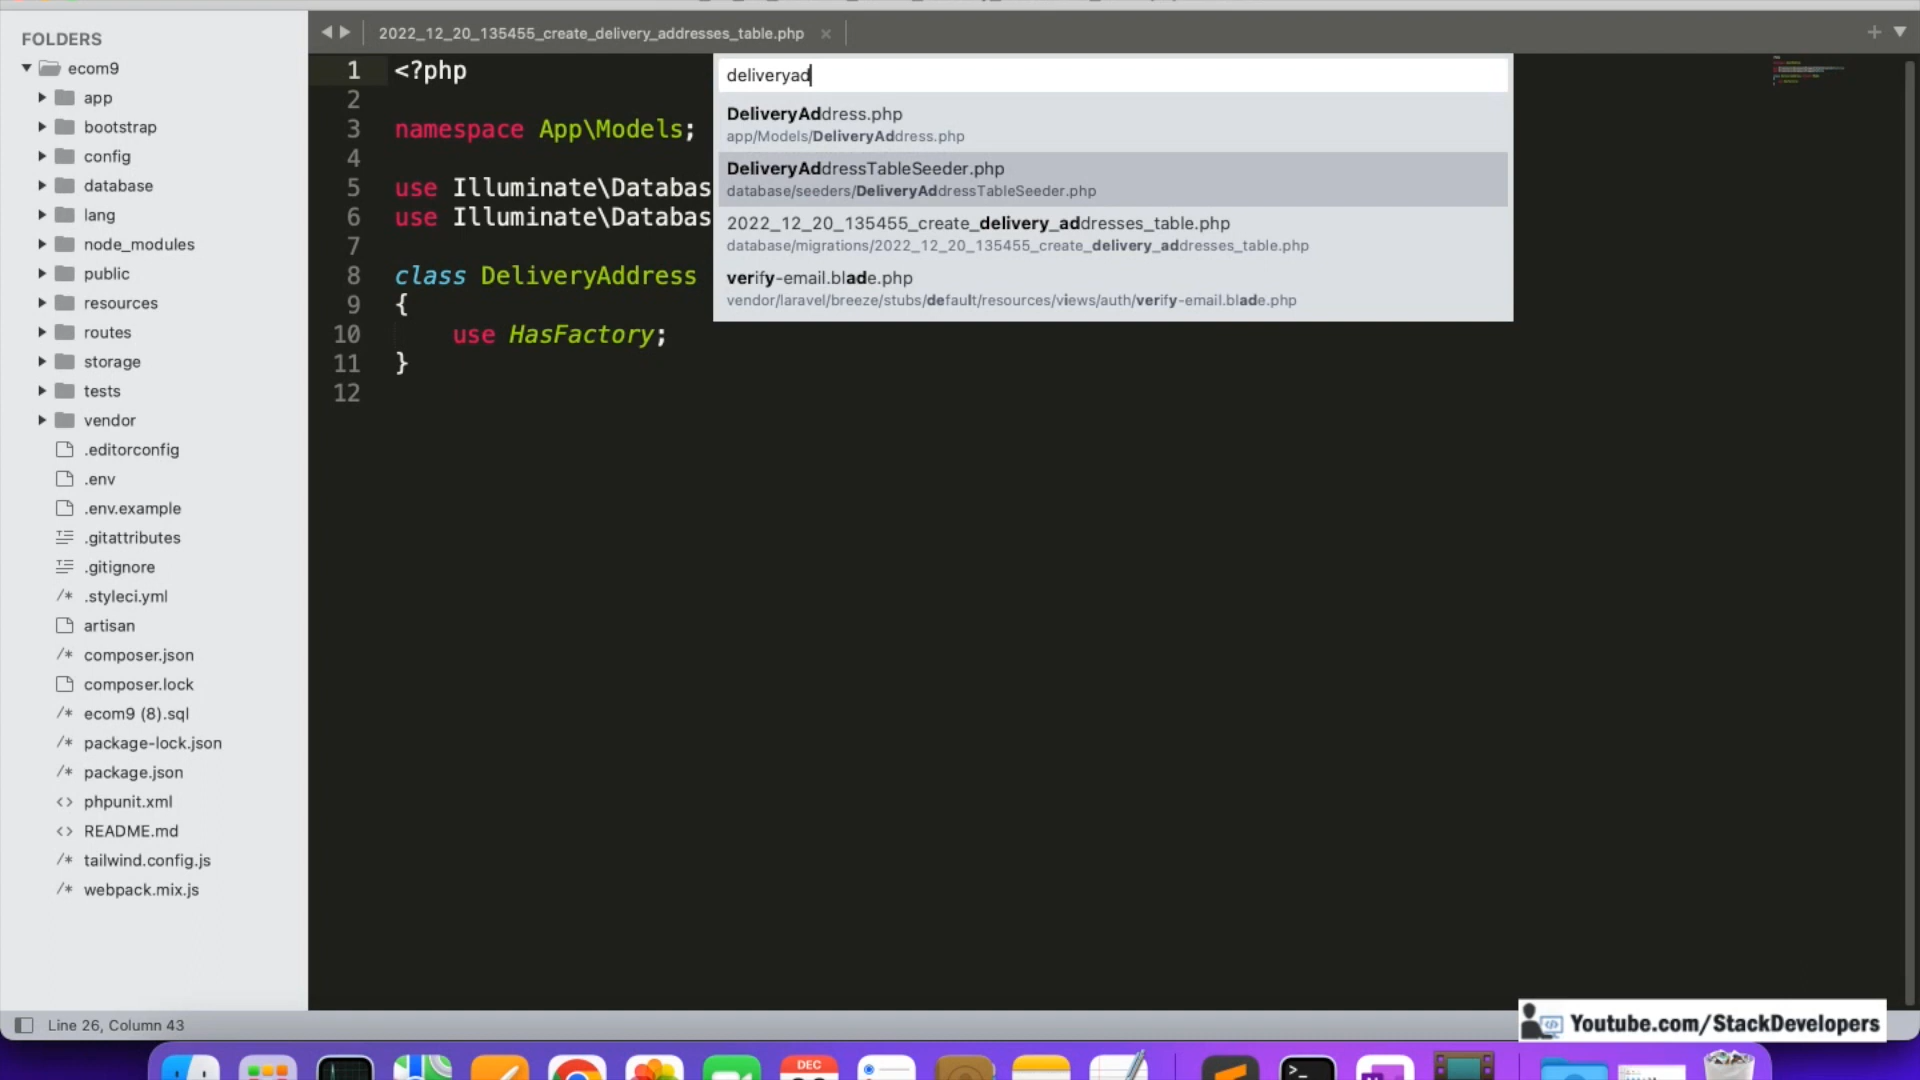 FOLDERS
ecom9
app
bootstrap
config
database
lang
node_modules
public
resources
routes
storage
tests
vendor
.editorconfig
.env
.env.example
.gitattributes
.gitignore
/* .styleci.yml
artisan
/* composer.json
composer.lock
/* ecom9 (8).sql
/* package-lock.json
/* package.json
<> phpunit.xml
<> README.md
/* tailwind.config.js
/* webpack.mix.js
2022_12_20_135455_create_delivery_addresses_table.php ×
1 <?php
2
3 namespace App\Models;
4
5 use Illuminate\Databas
6 use Illuminate\Databas
7
8 class DeliveryAddress
9 {
10 use HasFactory;
11 }
12
deliveryad
DeliveryAddress.php
app/Models/DeliveryAddress.php
DeliveryAddressTableSeeder.php
database/seeders/DeliveryAddressTableSeeder.php
2022_12_20_135455_create_delivery_addresses_table.php
database/migrations/2022_12_20_135455_create_delivery_addresses_table.php
verify-email.blade.php
vendor/laravel/breeze/stubs/default/resources/views/auth/verify-email.blade.php
Line 26, Column 43
Youtube.com/StackDevelopers
DEC